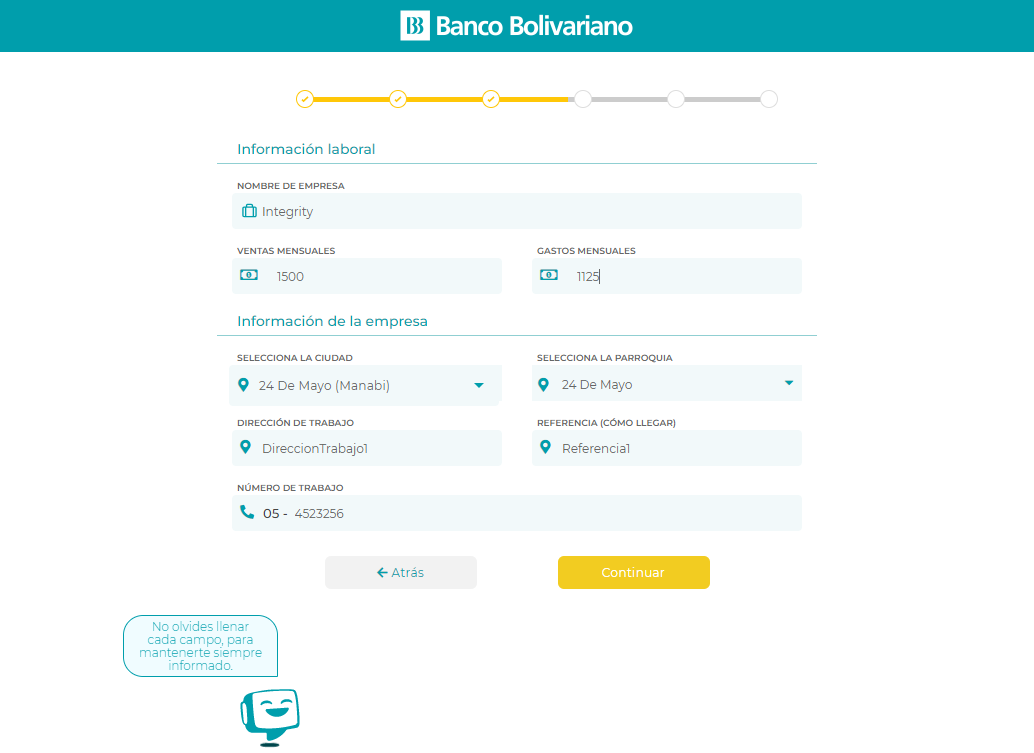 Banco Bolivariano
Información laboral
NOMBRE DE EMPRESA
Integrity
VENTAS MENSUALES
GASTOS MENSUALES
1500
1125
Información de la empresa
SELECCIONA LA CIUDAD
SELECCIONA LA PARROQUIA
24 De Mayo (Manabi)
24 De Mayo
DIRECCIÓN DE TRABAJO
REFERENCIA (CÓMO LLEGAR)
DireccionTrabajo1
Referencia1
NÚMERO DE TRABAJO
05 - 4523256
Atrás
Continuar
No olvides llenar
cada campo, para
mantenerte siempre
informado.